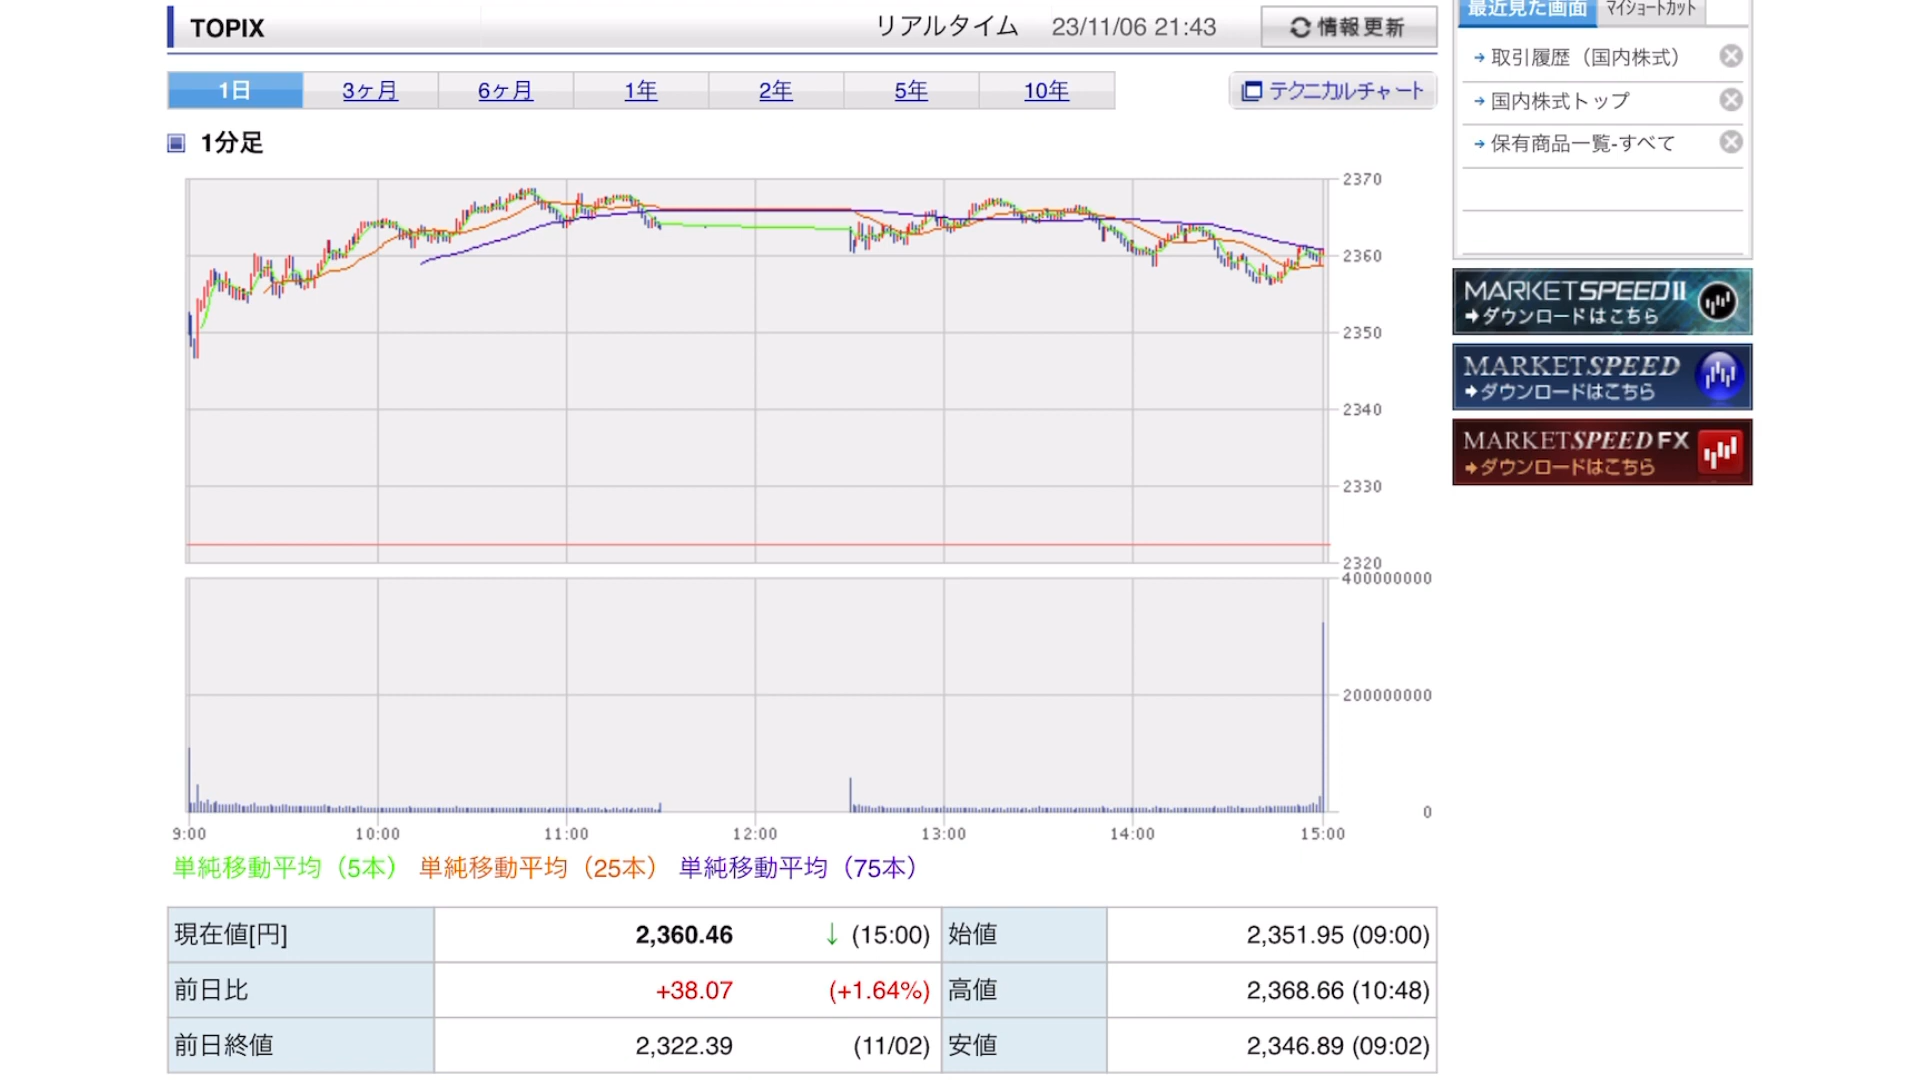 TOPIX
リアルタイム 23/11/06 21:43
情報更新
1日 3ヶ月 6ヶ月 1年 2年 5年 10年
テクニカルチャート
1分足
2370
2360
2350
2340
2330
2320
400000000
200000000
0
9:00 10:00 11:00 12:00 13:00 14:00 15:00
単純移動平均（5本） 単純移動平均（25本） 単純移動平均（75本）
現在値[円] 2,360.46 ↓ (15:00) 始値 2,351.95 (09:00)
前日比 +38.07 (+1.64%) 高値 2,368.66 (10:48)
前日終値 2,322.39 (11/02) 安値 2,346.89 (09:02)
最近見た画面 マイショートカット
取引履歴（国内株式）
国内株式トップ
保有商品一覧-すべて
MARKETSPEED II
ダウンロードはこちら
MARKETSPEED
ダウンロードはこちら
MARKETSPEED FX
ダウンロードはこちら